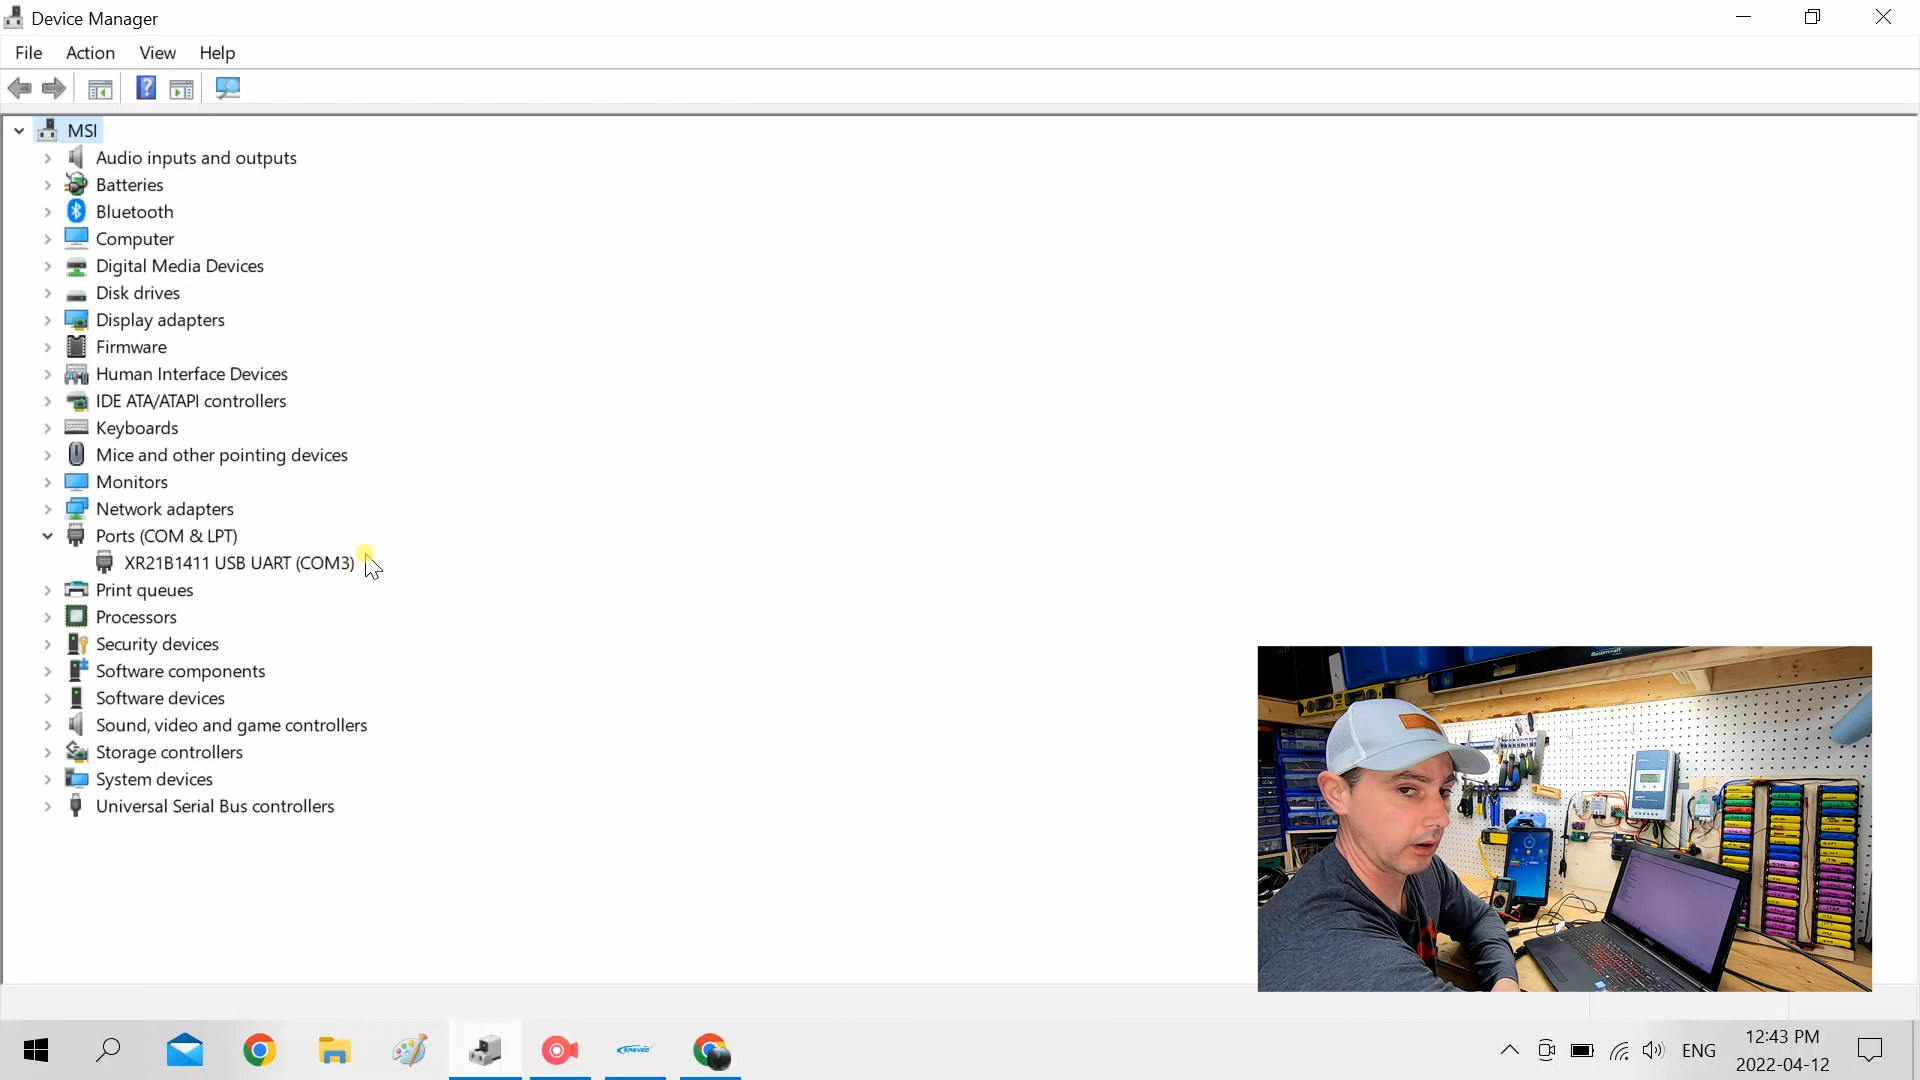 Device Manager
File Action View Help
MSI
Audio inputs and outputs
Batteries
Bluetooth
Computer
Digital Media Devices
Disk drives
Display adapters
Firmware
Human Interface Devices
IDE ATA/ATAPI controllers
Keyboards
Mice and other pointing devices
Monitors
Network adapters
Ports (COM & LPT)
XR21B1411 USB UART (COM3)
Print queues
Processors
Security devices
Software components
Software devices
Sound, video and game controllers
Storage controllers
System devices
Universal Serial Bus controllers
Mastercraft
ENG
12:43 PM
2022-04-12